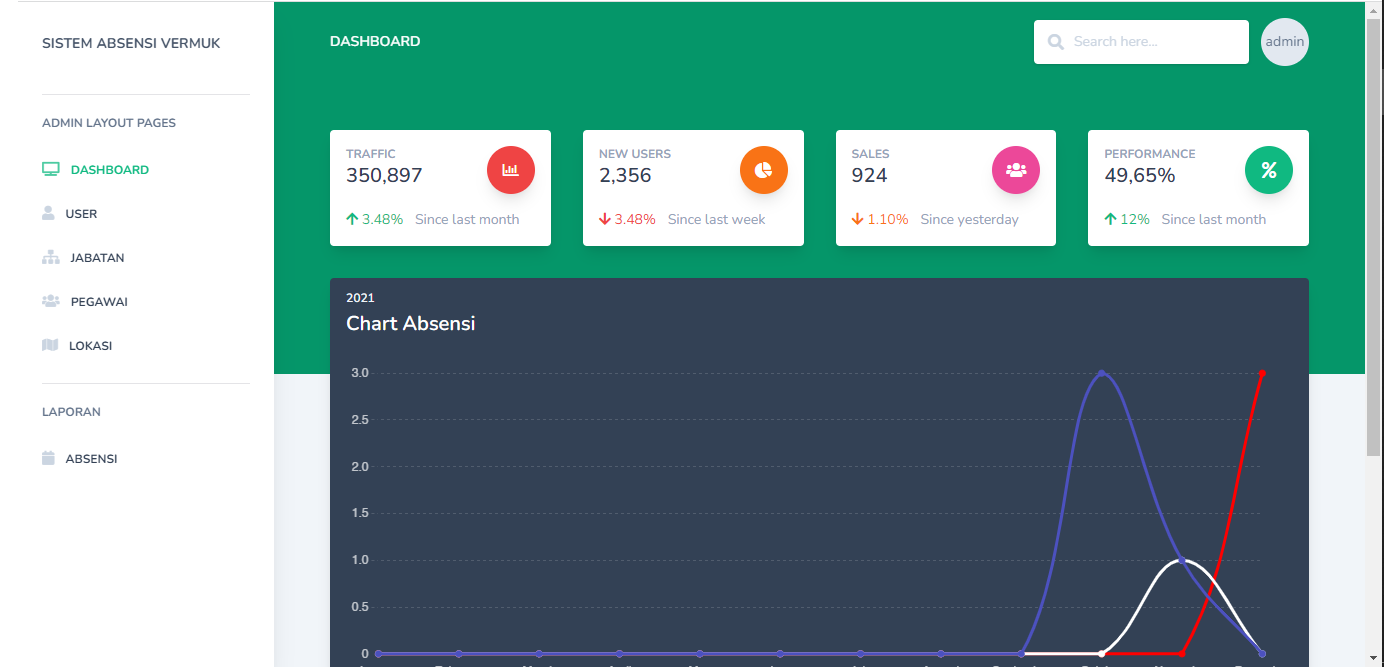 SISTEM ABSENSI VERMUK
ADMIN LAYOUT PAGES
DASHBOARD
USER
JABATAN
PEGAWAI
LOKASI
LAPORAN
ABSENSI
DASHBOARD
Search here...
admin
TRAFFIC
350,897
3.48% Since last month
NEW USERS
2,356
3.48% Since last week
SALES
924
1.10% Since yesterday
PERFORMANCE
49,65%
%
12% Since last month
2021
Chart Absensi
3.0
2.5
2.0
1.5
1.0
0.5
0